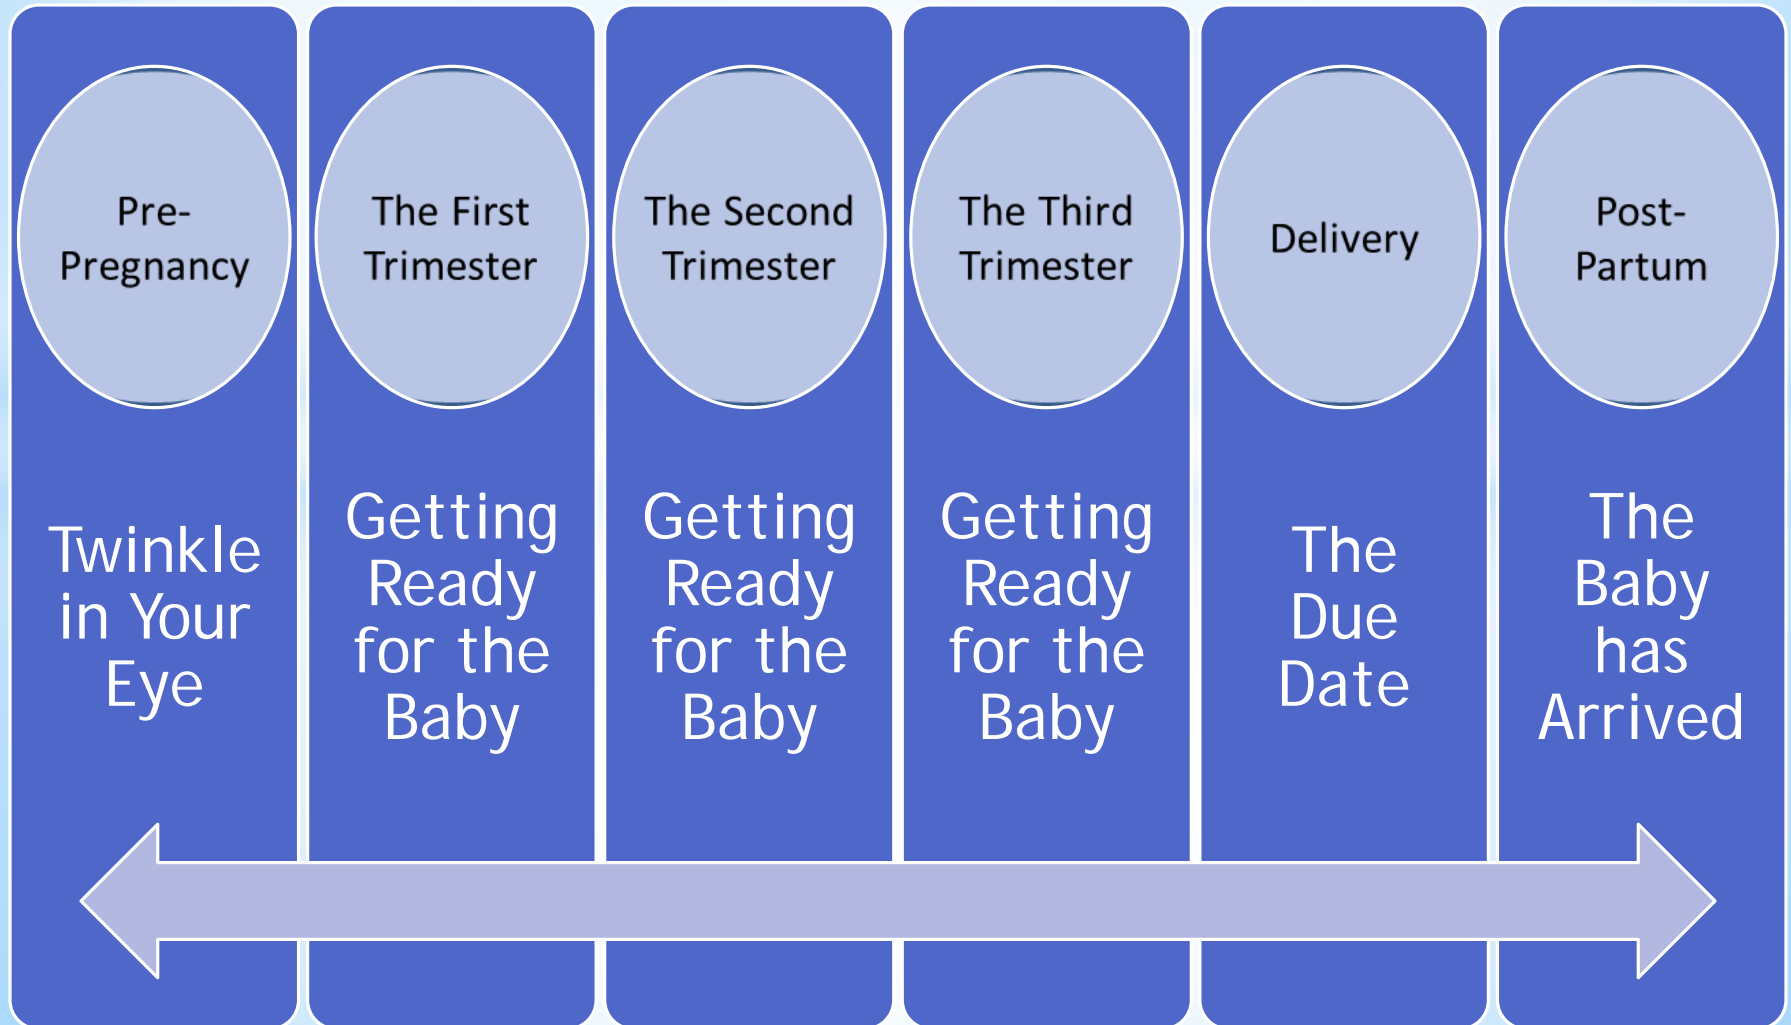 Pre-
Pregnancy
Twinkle
in Your
Eye
The First
Trimester
Getting
Ready
for the
Baby
The Second
Trimester
Getting
Ready
for the
Baby
The Third
Trimester
Getting
Ready
for the
Baby
Delivery
The
Due
Date
Post-
Partum
The
Baby
has
Arrived